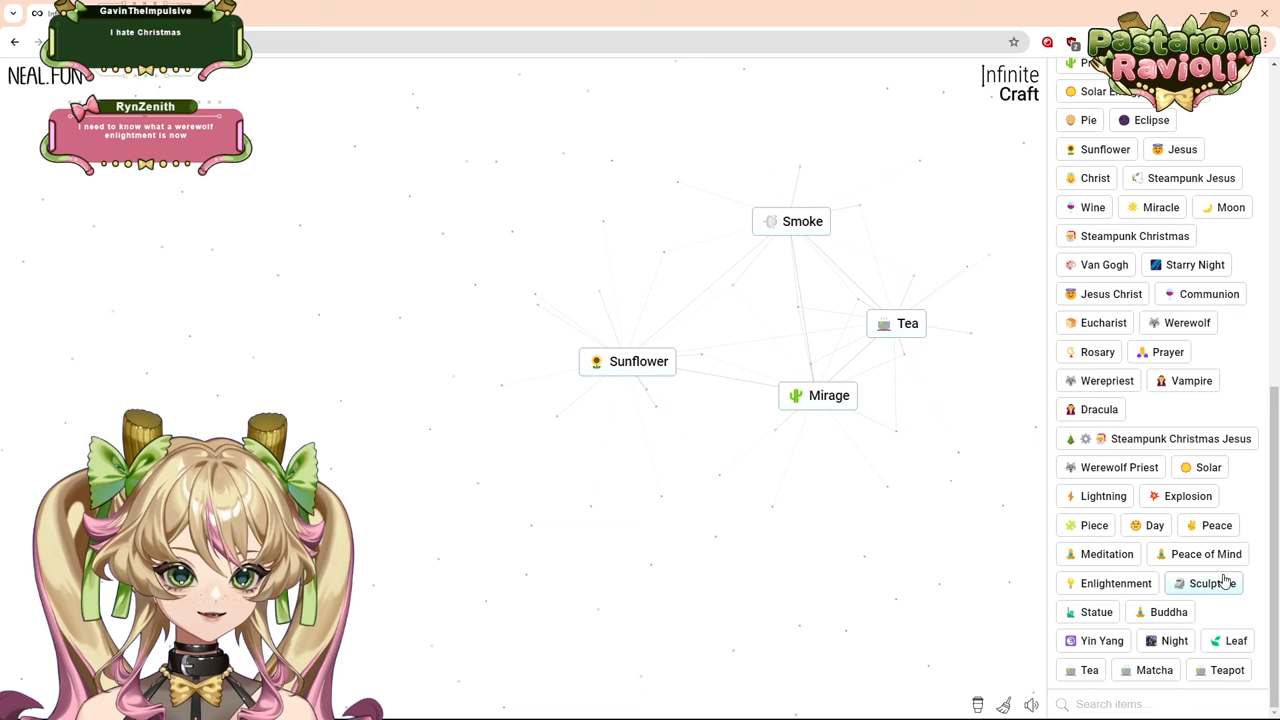 GavinTheImpulsive
I hate Christmas
NEAL.FUN
RynZenith
I need to know what a werewolf
enlightment is now
Pastaroni
Ravioli
Infinite
Craft
Smoke
Tea
Sunflower
Mirage
Pie
Eclipse
Sunflower
Jesus
Christ
Steampunk Jesus
Wine
Miracle
Moon
Steampunk Christmas
Van Gogh
Starry Night
Jesus Christ
Communion
Eucharist
Werewolf
Rosary
Prayer
Werepriest
Vampire
Dracula
Steampunk Christmas Jesus
Werewolf Priest
Solar
Lightning
Explosion
Piece
Day
Peace
Meditation
Peace of Mind
Enlightenment
Statue
Buddha
Yin Yang
Night
Leaf
Tea
Matcha
Teapot
Search items...